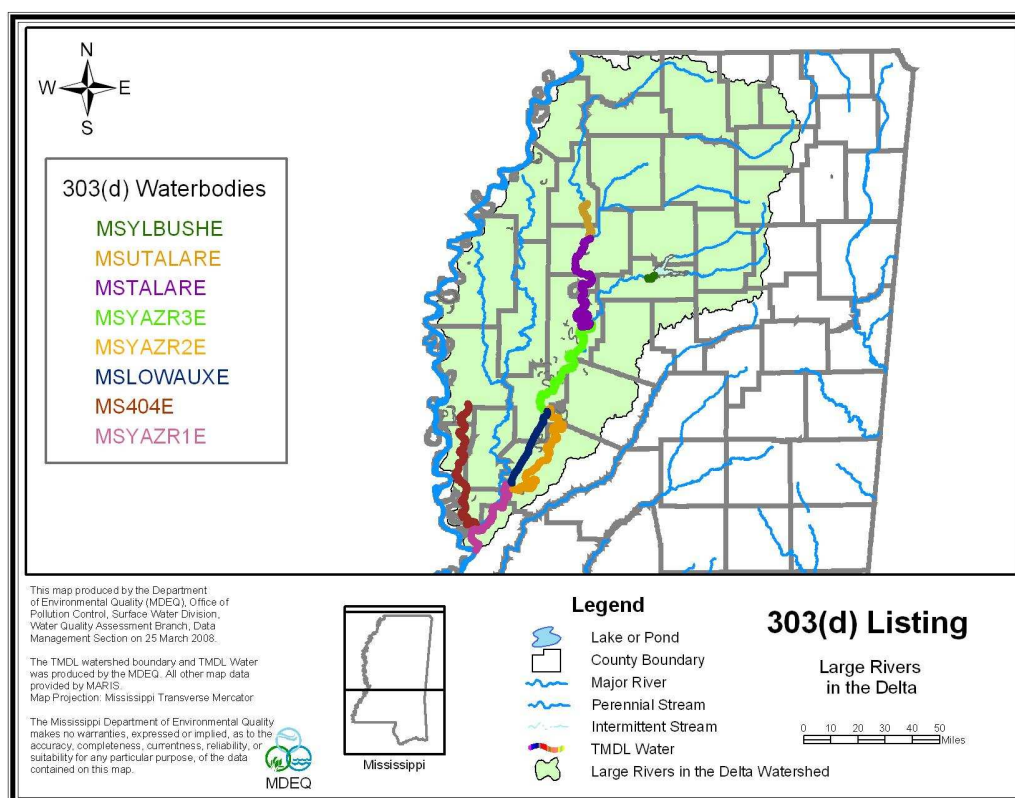 N
W E
S
303(d) Waterbodies
MSYLBUSHE
MSUTALARE
MSTALARE
MSYAZR3E
MSYAZR2E
MSLOWAUXE
MS404E
MSYAZR1E
This map produced by the Department
of Environmental Quality (MDEQ), Office of
Pollution Control, Surface Water Division,
Water Quality Assessment Branch, Data
Management Section on 25 March 2008.
The TMDL watershed boundary and TMDL Water
was produced by the MDEQ. All other map data
provided by MARIS.
Map Projection: Mississippi Transverse Mercator
The Mississippi Department of Environmental Quality
makes no warranties, expressed or implied, as to the
accuracy, completeness, currentness, reliability, or
suitability for any particular purpose, of the data
contained on this map.
MDEQ
Mississippi
Legend
Lake or Pond
County Boundary
Major River
Perennial Stream
Intermittent Stream
TMDL Water
Large Rivers in the Delta Watershed
303(d) Listing
Large Rivers
in the Delta
0 10 20 30 40 50
Miles